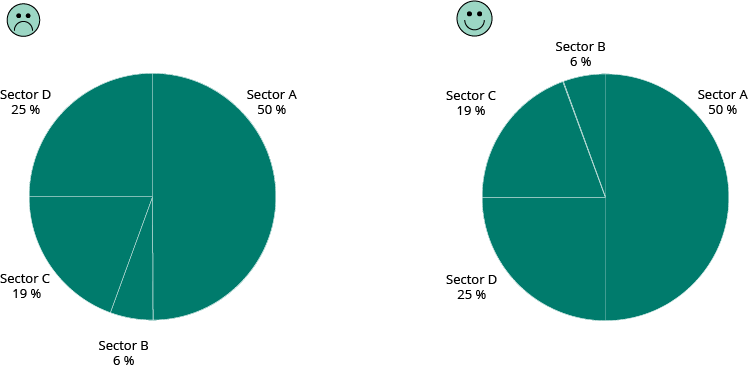 Sector D
25 %
Sector A
50 %
Sector C
19 %
Sector B
6 %
Sector B
6 %
Sector C
19 %
Sector A
50 %
Sector D
25 %